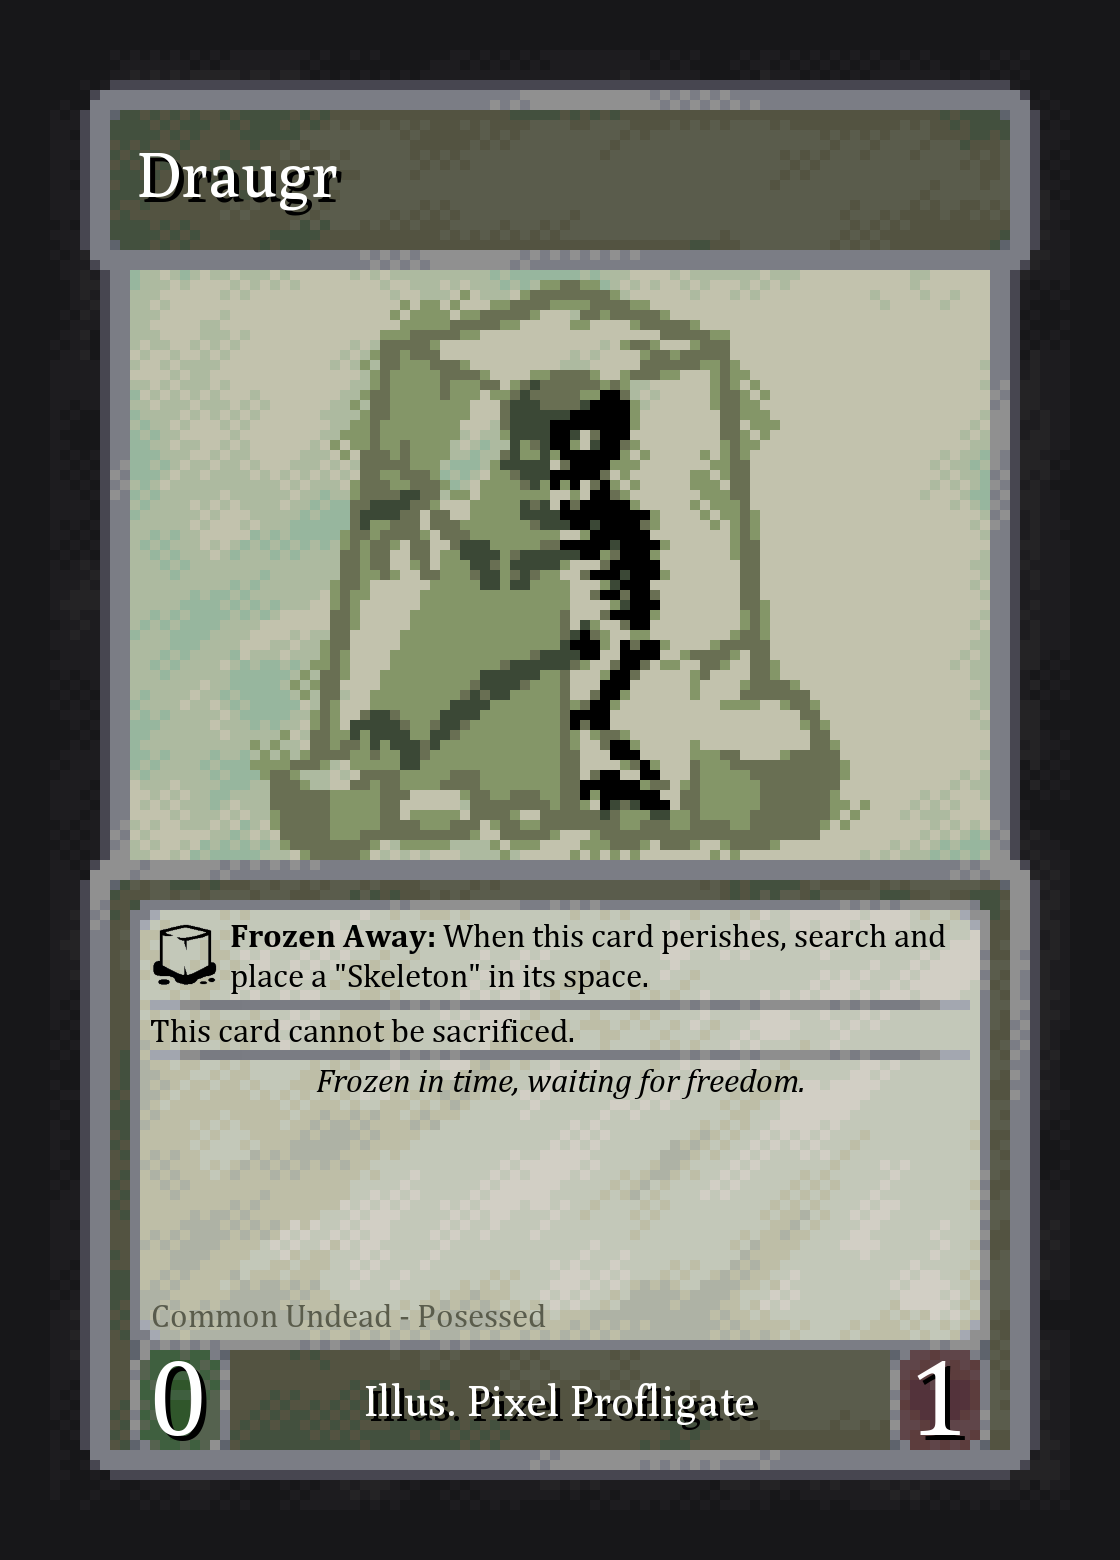 Draugr
Frozen Away: When this card perishes, search and
place a "Skeleton" in its space.
This card cannot be sacrificed.
Frozen in time, waiting for freedom.
Common Undead - Posessed
0
Illus. Pixel Profligate
1